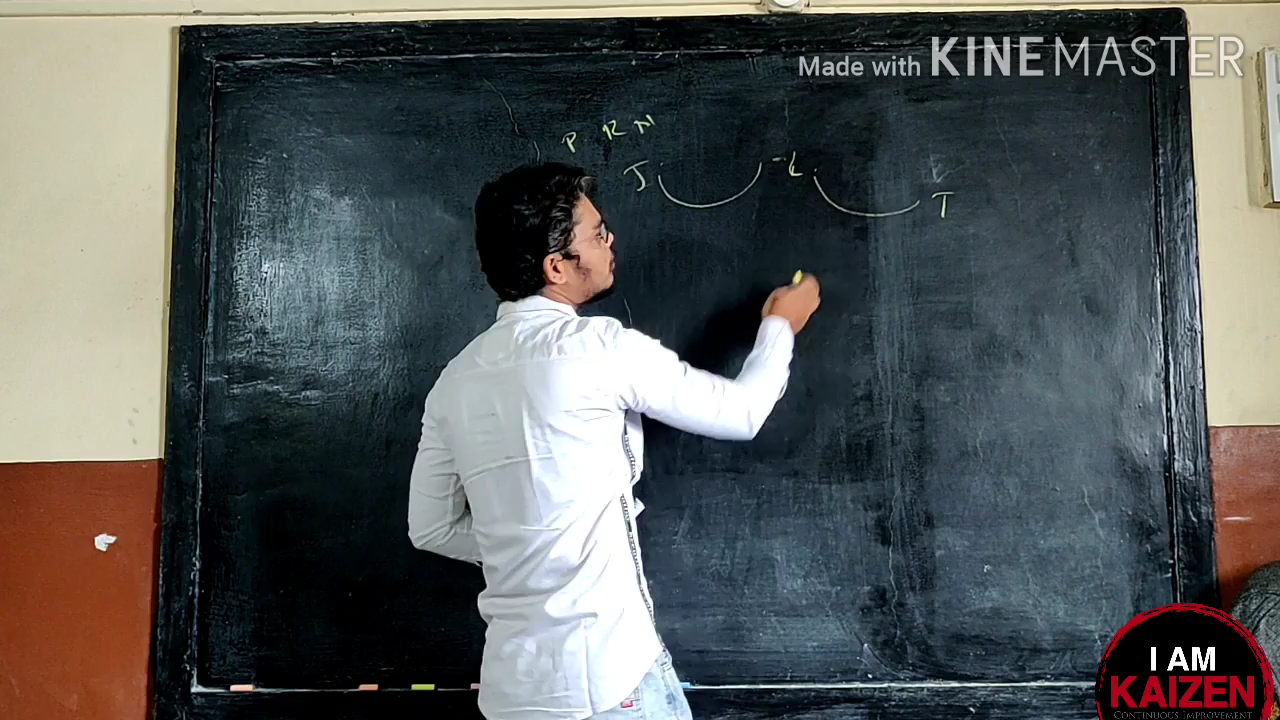 Made with KINEMASTER
P R N
J L T
I AM
KAIZEN
CONTINUOUS IMPROVEMENT